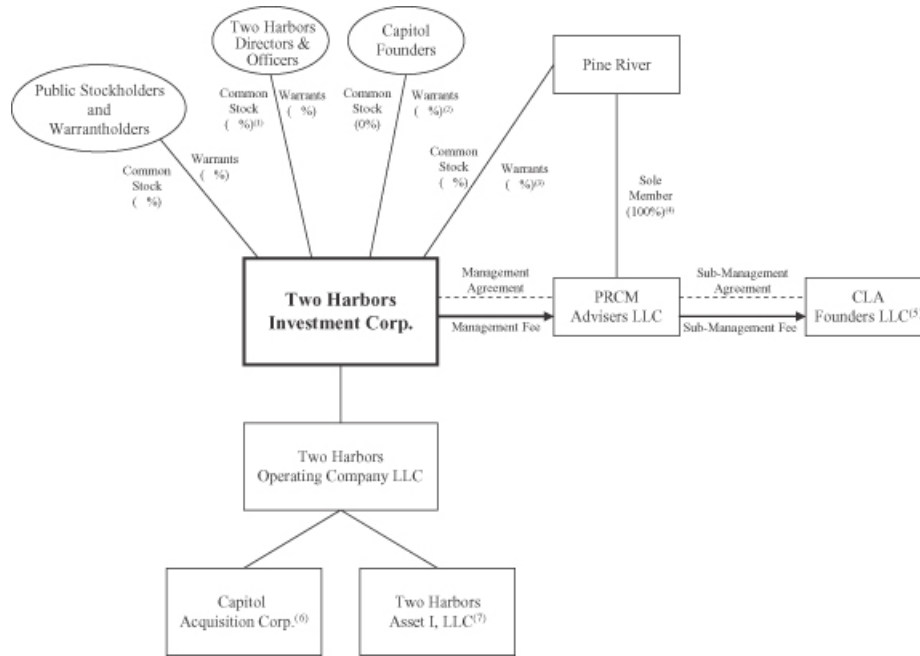 Two Harbors
Directors &
Officers
Capitol
Founders
Pine River
Public Stockholders
and
Warrantholders
Common
Stock
(  %)
Warrants
(  %)
Common
Stock
(  %)(1)
Warrants
(  %)
Common
Stock
(0%)
Warrants
(  %)(2)
Common
Stock
(  %)
Warrants
(  %)(3)
Sole
Member
(100%)(4)
Two Harbors
Investment Corp.
Management
Agreement
Management Fee
PRCM
Advisers LLC
Sub-Management
Agreement
Sub-Management Fee
CLA
Founders LLC(5)
Two Harbors
Operating Company LLC
Capitol
Acquisition Corp.(6)
Two Harbors
Asset I, LLC(7)